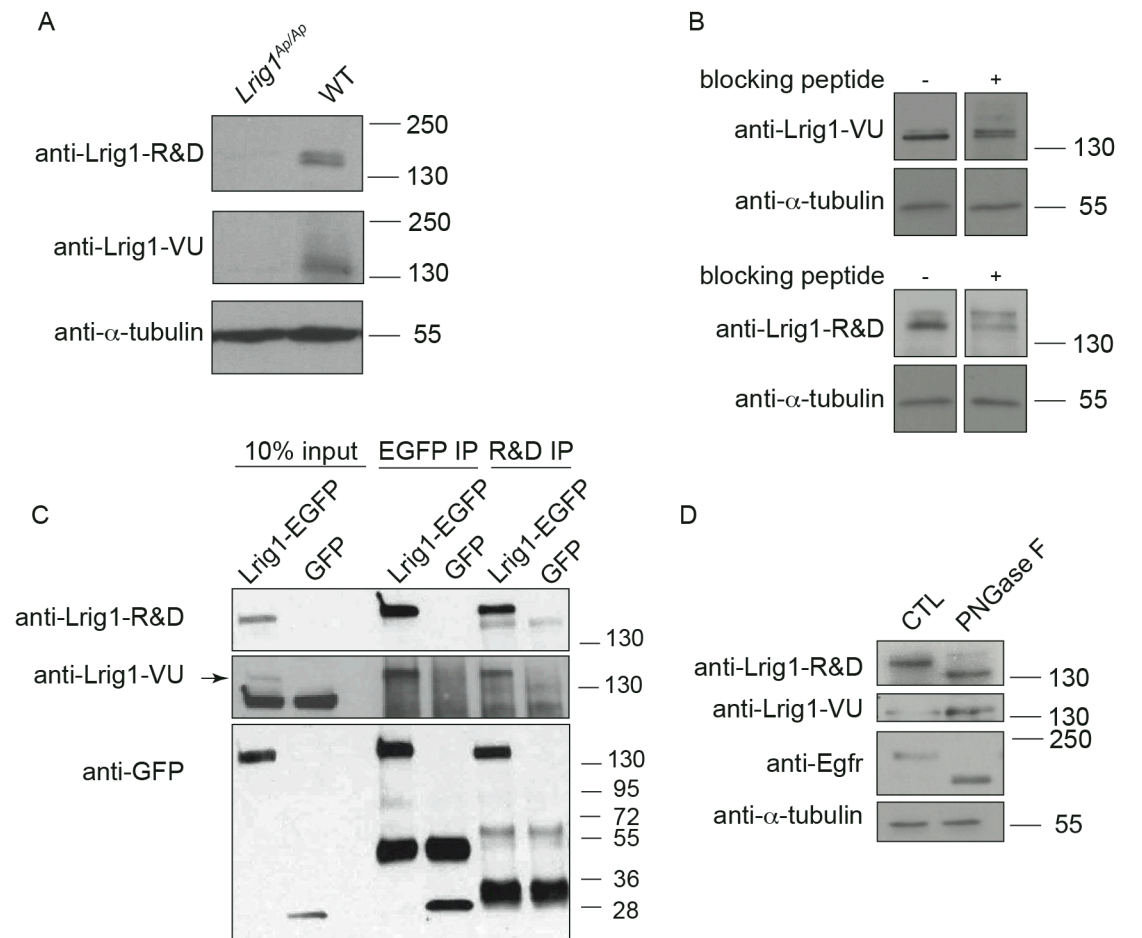 A
Lrig1Ap/Ap
WT
anti-Lrig1-R&D
250
130
anti-Lrig1-VU
250
130
anti-α-tubulin
55
B
blocking peptide - +
anti-Lrig1-VU
130
anti-α-tubulin
55
blocking peptide - +
anti-Lrig1-R&D
130
anti-α-tubulin
55
C
10% input EGFP IP R&D IP
Lrig1-EGFP
GFP
Lrig1-EGFP
GFP
Lrig1-EGFP
GFP
anti-Lrig1-R&D
130
anti-Lrig1-VU
130
anti-GFP
130
95
72
55
36
28
D
CTL
PNGase F
anti-Lrig1-R&D
130
anti-Lrig1-VU
130
250
anti-Egfr
anti-α-tubulin
55